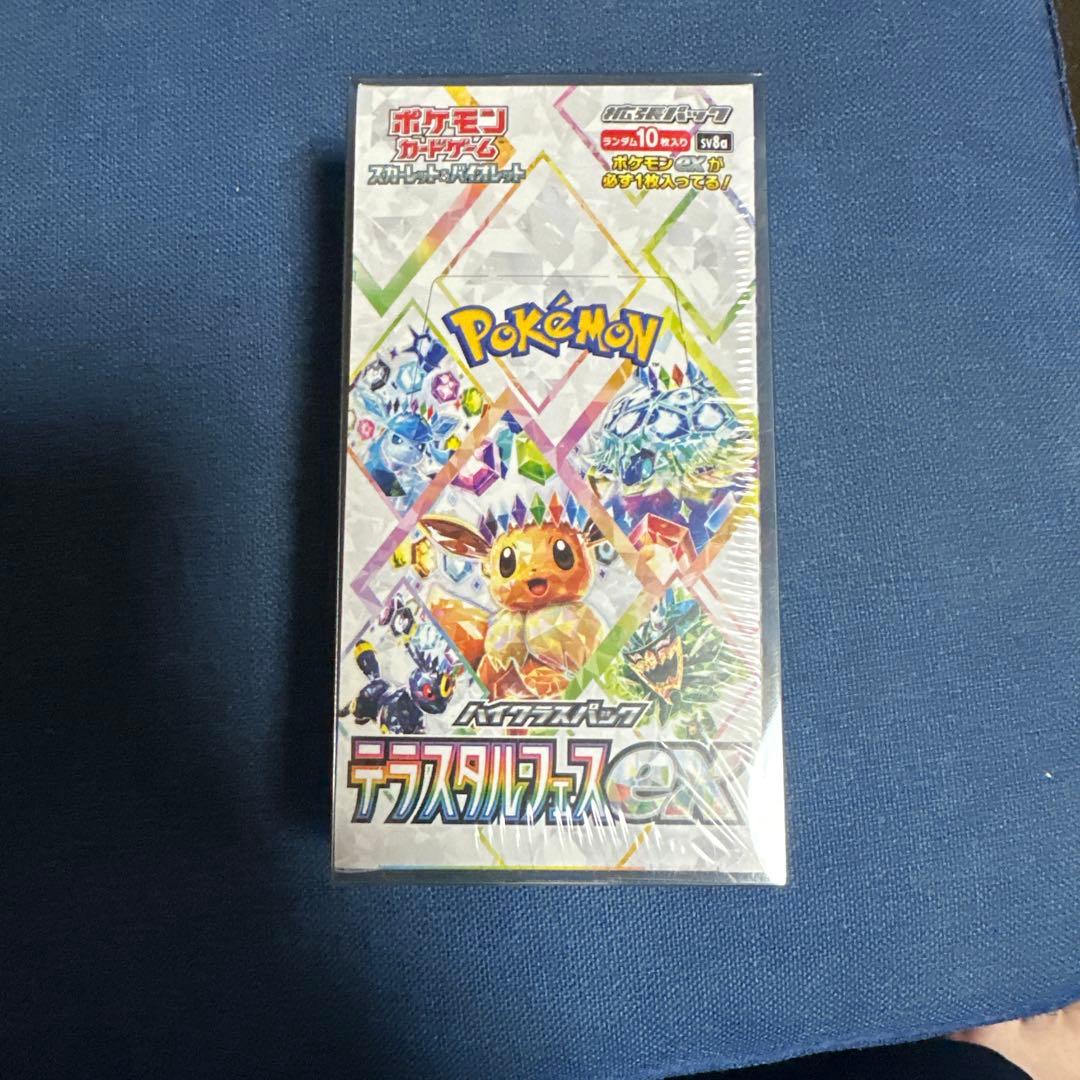 ポケモン
カードゲーム
スカーレット&バイオレット
拡張パック
ランダム10枚入り
SV8a
ポケモンexが
必ず1枚入ってる!
POKéMON
TM
ハイクラスパック
テラスタル・フェスex